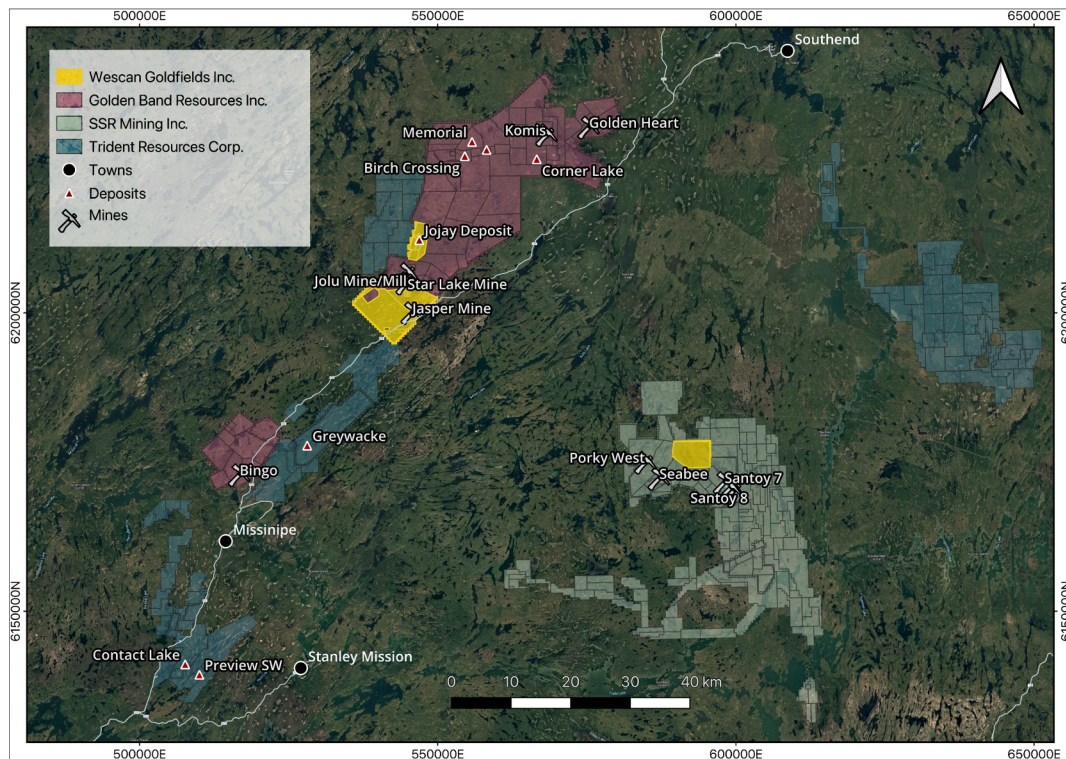 500000E 550000E 600000E 650000E
Southend
Wescan Goldfields Inc.
Golden Band Resources Inc.
SSR Mining Inc.
Trident Resources Corp.
Towns
Deposits
Mines
Golden Heart
Komis
Memorial
Birch Crossing
Corner Lake
Jojay Deposit
Jolu Mine/Mill
Star Lake Mine
Jasper Mine
6200000N
6200000N
Greywacke
Bingo
Porky West
Seabee
Santoy 7
Santoy 8
Missinipe
6150000N
6150000N
Contact Lake
Preview SW
Stanley Mission
0 10 20 30 40 km
500000E 550000E 600000E 650000E